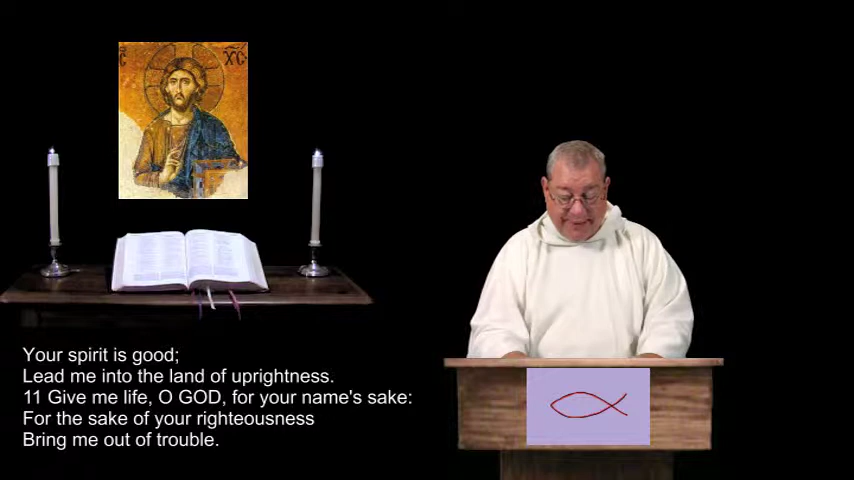 Your spirit is good;
Lead me into the land of uprightness.
11 Give me life, O GOD, for your name's sake:
For the sake of your righteousness
Bring me out of trouble.